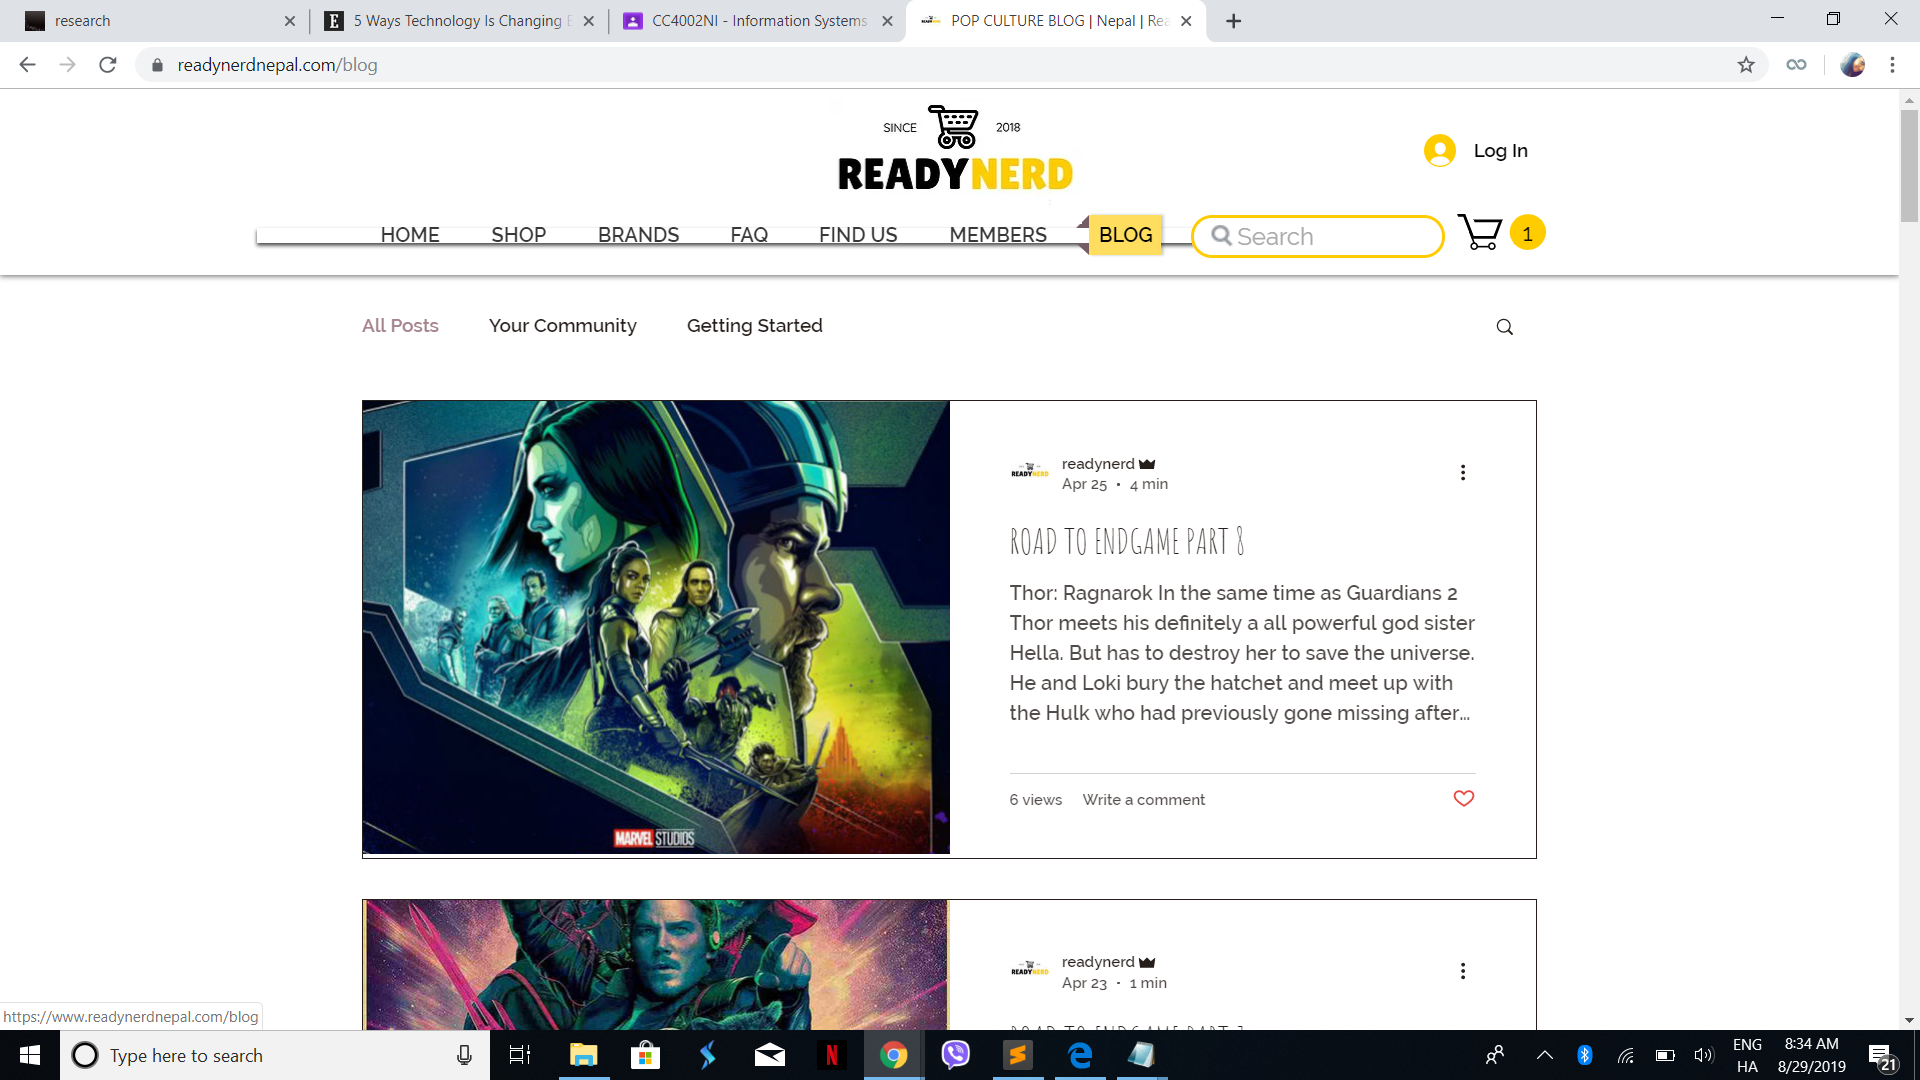 research
5 Ways Technology Is Changing E
CC4002NI - Information Systems
POP CULTURE BLOG | Nepal | Rea
readynerdnepal.com/blog
SINCE 2018
READYNERD
Log In
HOME SHOP BRANDS FAQ FIND US MEMBERS BLOG Search 1
All Posts Your Community Getting Started
readynerd
Apr 25 • 4 min
ROAD TO ENDGAME PART 8
Thor: Ragnarok In the same time as Guardians 2
Thor meets his definitely a all powerful god sister
Hella. But has to destroy her to save the universe.
He and Loki bury the hatchet and meet up with
the Hulk who had previously gone missing after...
6 views Write a comment
MARVEL STUDIOS
readynerd
Apr 23 • 1 min
ROAD TO ENDGAME PART
https://www.readynerdnepal.com/blog
Type here to search
ENG
HA
8:34 AM
8/29/2019
21